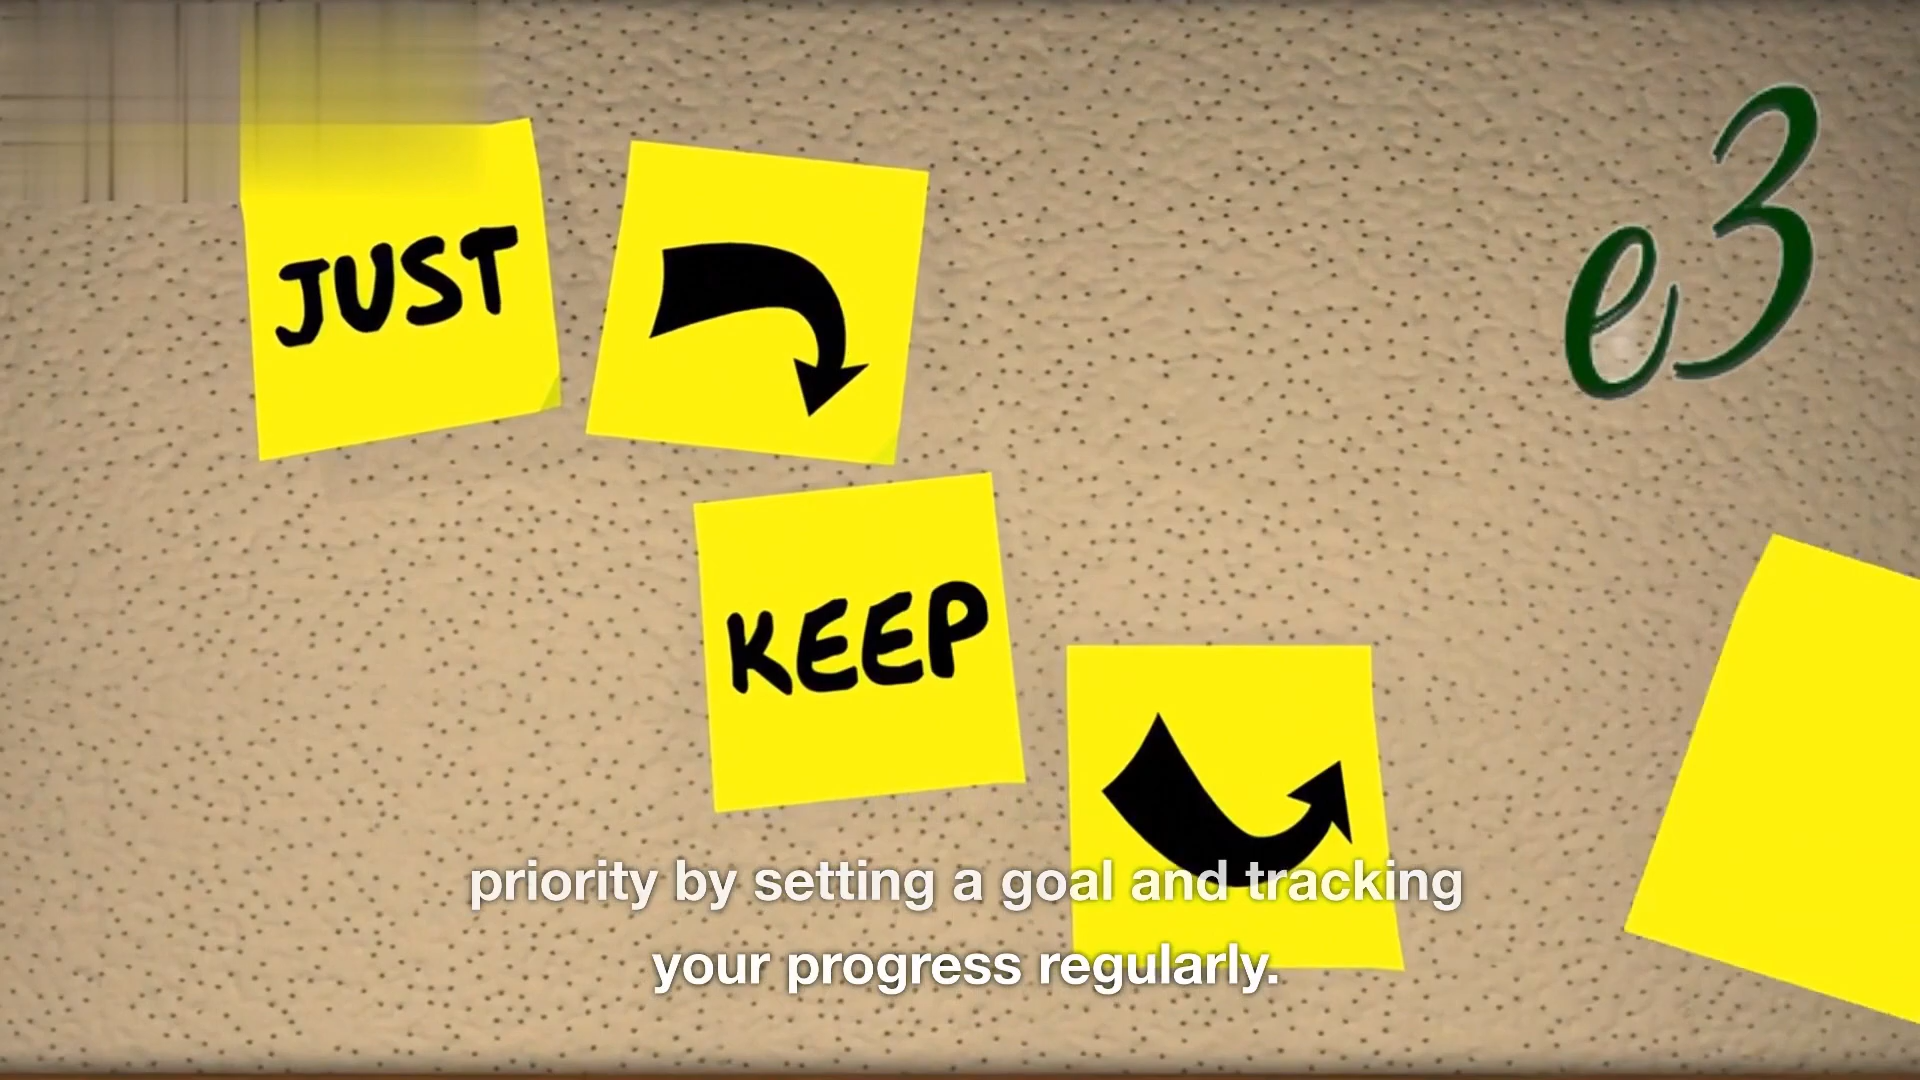 JUST
e3
KEEP
priority by setting a goal and tracking
your progress regularly.